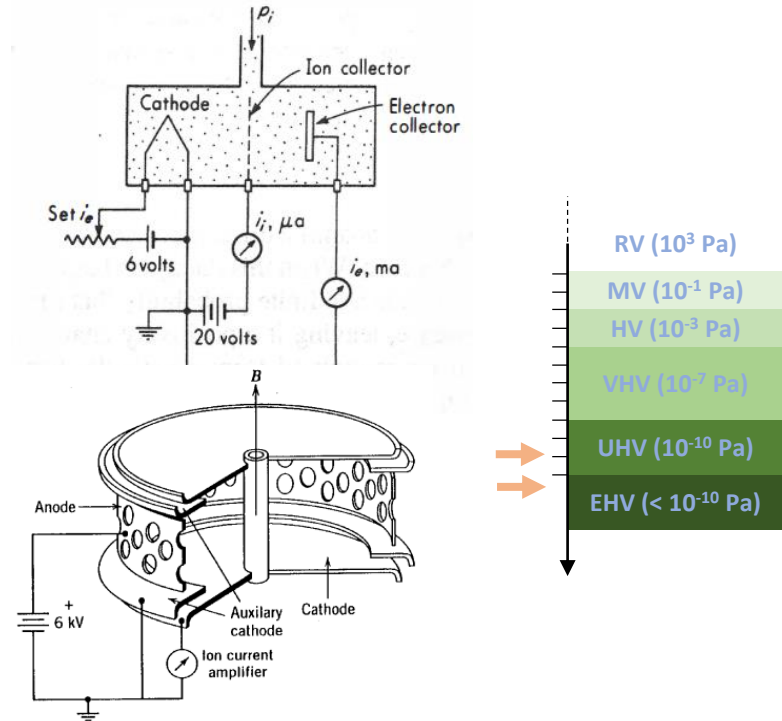 pᵢ
Ion collector
Cathode
Electron
collector
Set iₑ
iᵢ, μa
iₑ, ma
6 volts
20 volts
B
Anode
+
6 kV
Auxilary
cathode
Cathode
Ion current
amplifier
RV (10³ Pa)
MV (10⁻¹ Pa)
HV (10⁻³ Pa)
VHV (10⁻⁷ Pa)
UHV (10⁻¹⁰ Pa)
EHV (< 10⁻¹⁰ Pa)